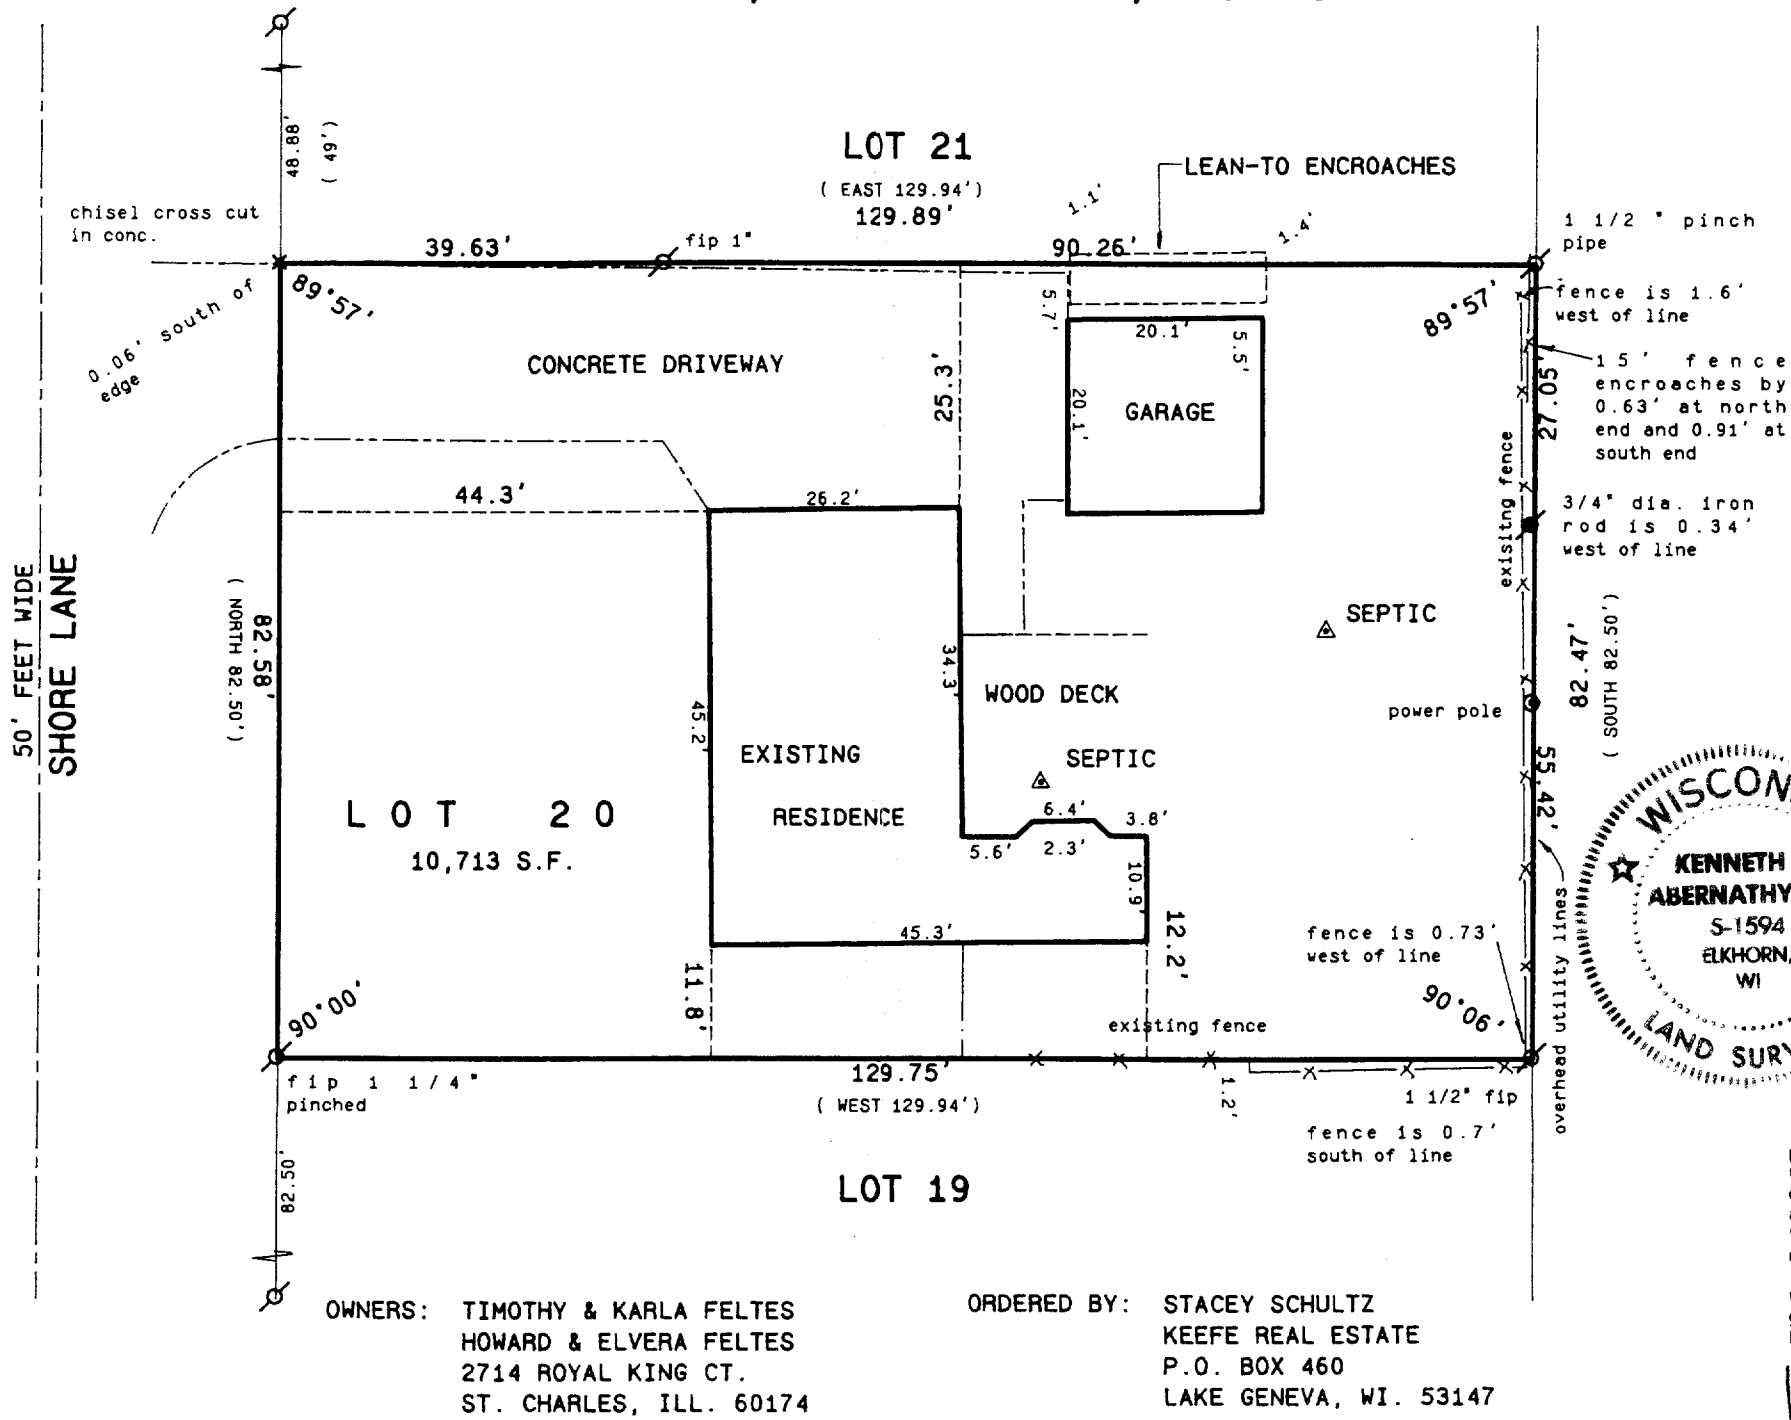 LOT 21
( EAST 129.94')
129.89'
LEAN-TO ENCROACHES
48.88'
( 49')
chisel cross cut
in conc.
39.63'
fip 1"
90.26'
1.1'
1.4'
1 1/2 " pinch
pipe
0.06' south of
edge
89°57'
89°57'
fence is 1.6'
west of line
15' fence
encroaches by
0.63' at north
end and 0.91' at
south end
27.05'
CONCRETE DRIVEWAY
25.3'
5.7'
20.1'
5.5'
20.1'
GARAGE
44.3'
26.2'
existing fence
3/4" dia. iron
rod is 0.34'
west of line
50' FEET WIDE
SHORE LANE
82.58'
( NORTH 82.50')
SEPTIC
82.47'
( SOUTH 82.50')
34.3'
WOOD DECK
power pole
45.2'
EXISTING
RESIDENCE
SEPTIC
55.42'
6.4'
3.8'
5.6'
2.3'
10.9'
LOT 20
10,713 S.F.
45.3'
12.2'
11.8'
fence is 0.73'
west of line
overhead utility lines
WISCON
KENNETH
ABERNATHY
S-1594
ELKHORN,
WI
LAND SURV
90°00'
90°06'
existing fence
fip 1 1/4"
pinched
129.75'
( WEST 129.94')
1.2'
1 1/2" fip
fence is 0.7'
south of line
82.50'
LOT 19
OWNERS: TIMOTHY & KARLA FELTES
HOWARD & ELVERA FELTES
2714 ROYAL KING CT.
ST. CHARLES, ILL. 60174
ORDERED BY: STACEY SCHULTZ
KEEFE REAL ESTATE
P.O. BOX 460
LAKE GENEVA, WI. 53147